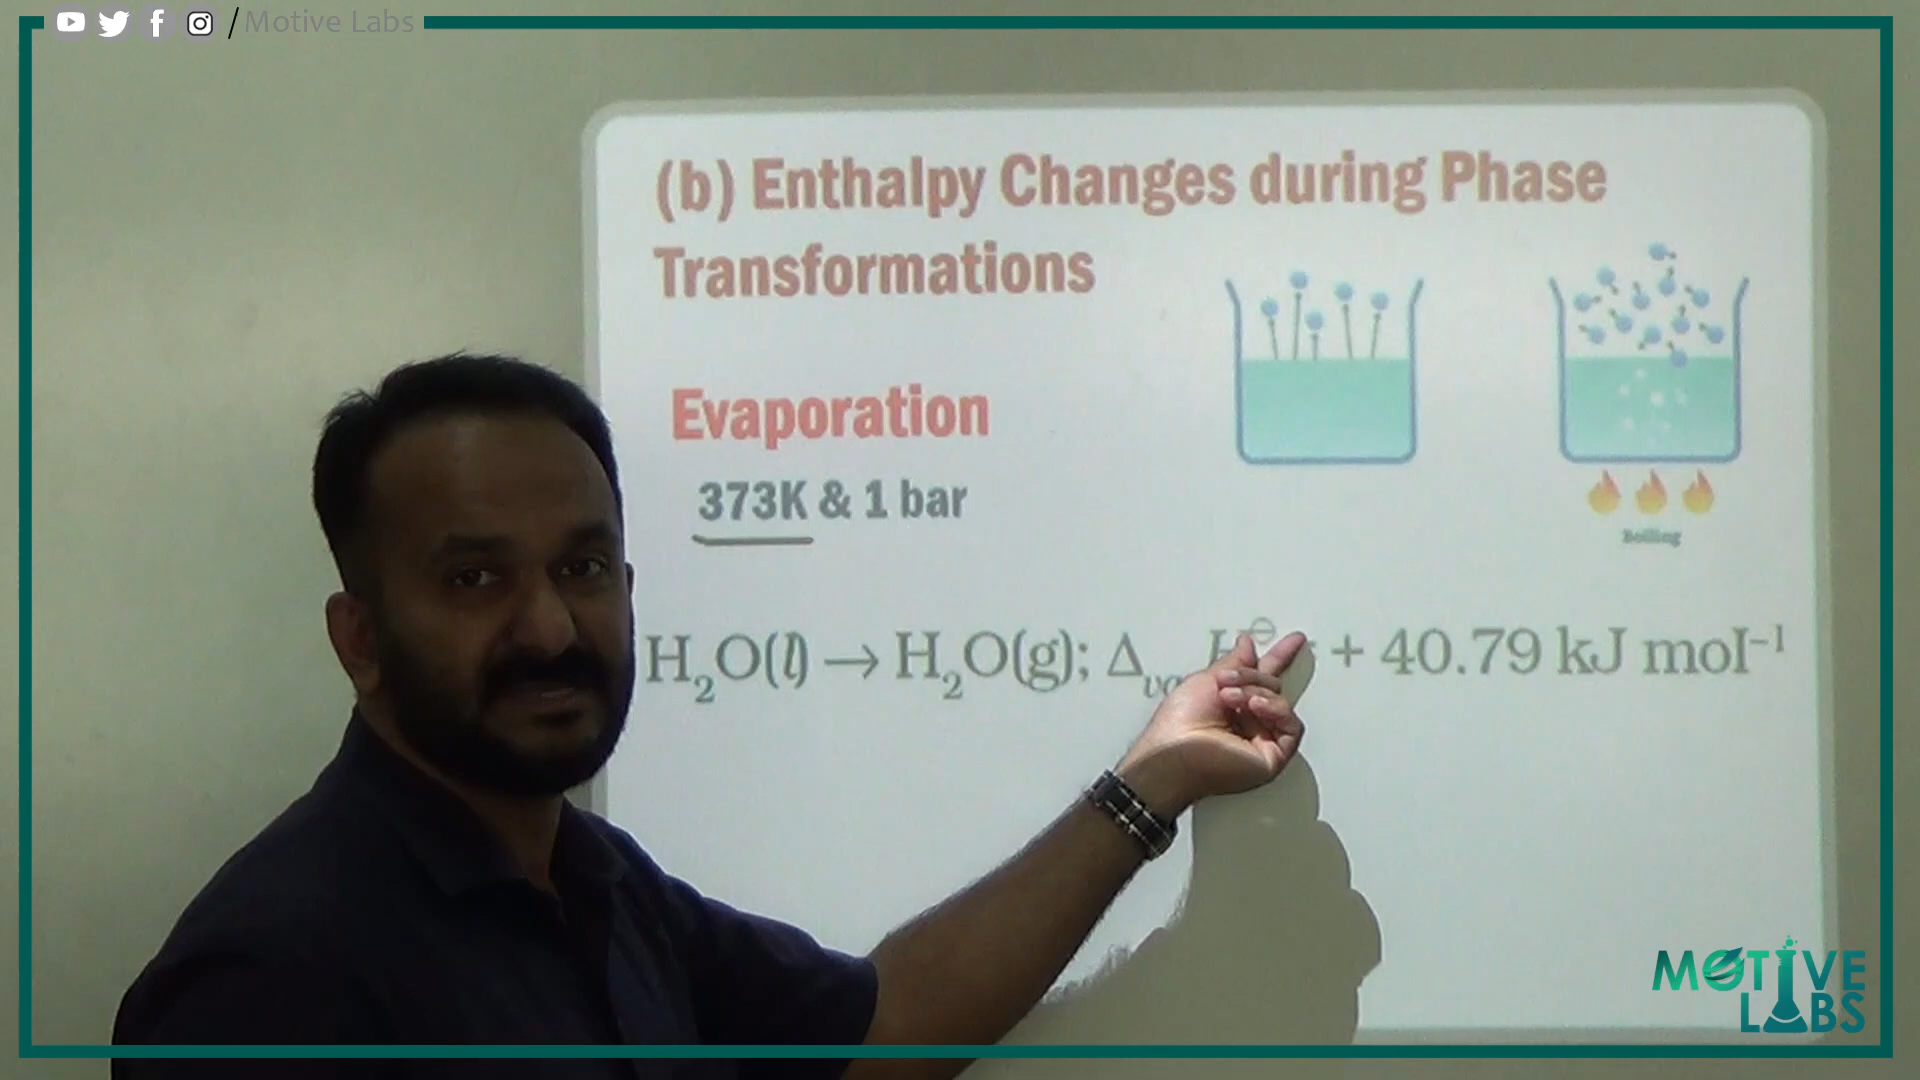 /Motive Labs
(b) Enthalpy Changes during Phase
Transformations
Evaporation
373K & 1 bar
Boiling
H₂O(l) → H₂O(g); Δ H⊖ + 40.79 kJ mol⁻¹
MOTIVE
LABS